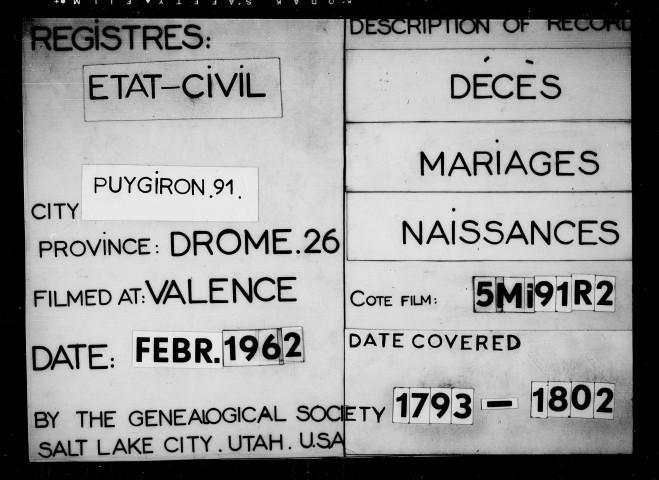 REGISTRES:
ETAT-CIVIL
CITY PUYGIRON.91.
PROVINCE: DROME.26
FILMED AT: VALENCE
DATE: FEBR. 1962
BY THE GENEALOGICAL SOCIETY
SALT LAKE CITY. UTAH. U.S.A
DESCRIPTION OF RECORD
DÉCÈS
MARIAGES
NAISSANCES
COTE FILM: 5Mi91R2
DATE COVERED
1793 - 1802